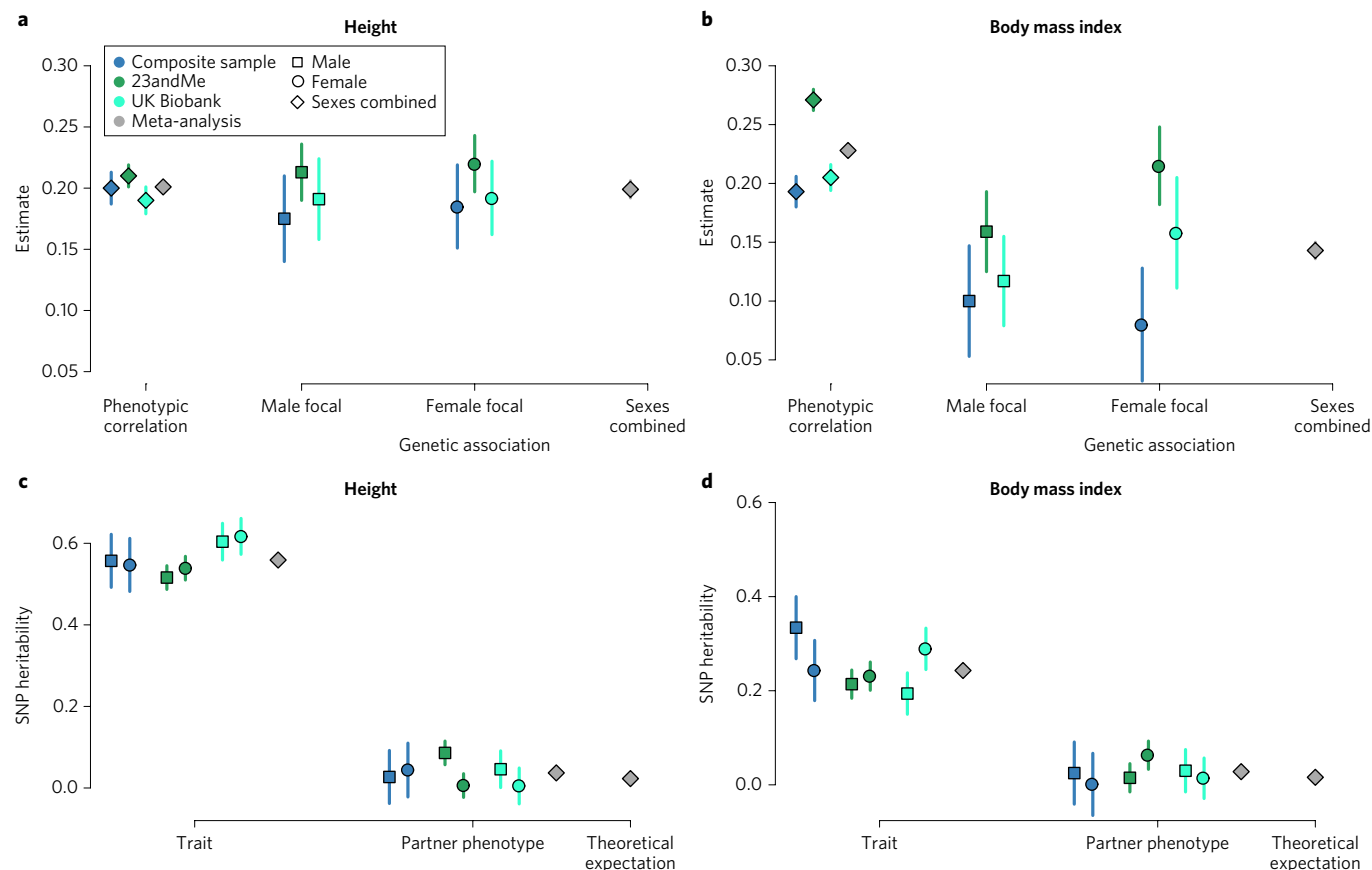 a
Height
Composite sample
23andMe
UK Biobank
Meta-analysis
Male
Female
Sexes combined
0.30
0.25
0.20
0.15
0.10
0.05
Estimate
Phenotypic
correlation
Male focal
Female focal
Sexes
combined
Genetic association
b
Body mass index
0.30
0.25
0.20
0.15
0.10
0.05
Estimate
Phenotypic
correlation
Male focal
Female focal
Sexes
combined
Genetic association
c
Height
0.6
0.4
0.2
0.0
SNP heritability
Trait
Partner phenotype
Theoretical
expectation
d
Body mass index
0.6
0.4
0.2
0.0
SNP heritability
Trait
Partner phenotype
Theoretical
expectation